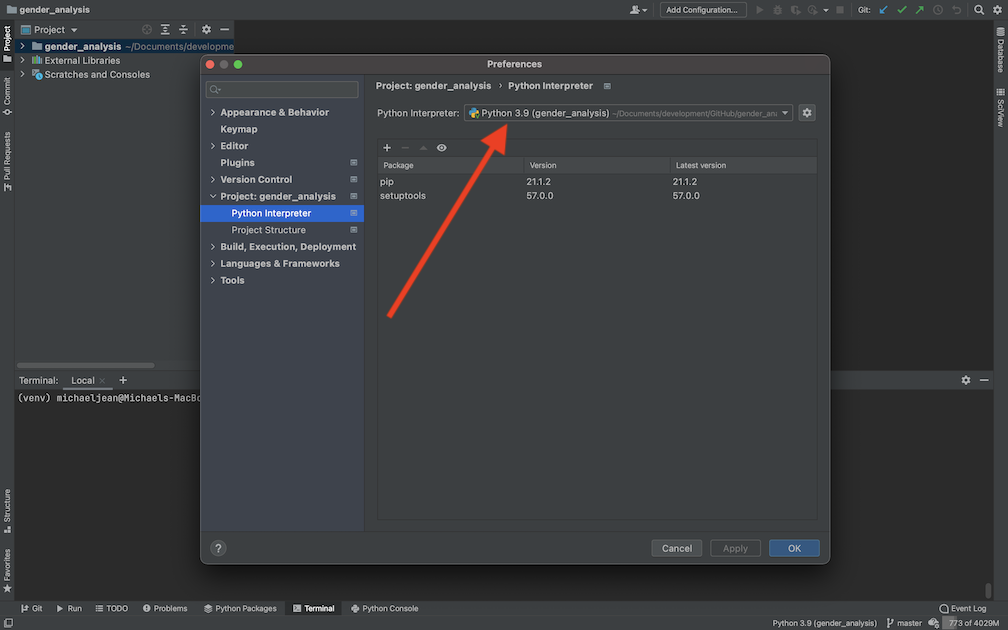 gender_analysis
Add Configuration...
Git:
Project
gender_analysis ~/Documents/developme
External Libraries
Scratches and Consoles
Project
Commit
Pull Requests
Structure
Favorites
Database
SciView
Preferences
Appearance & Behavior
Keymap
Editor
Plugins
Version Control
Project: gender_analysis
Python Interpreter
Project Structure
Build, Execution, Deployment
Languages & Frameworks
Tools
Project: gender_analysis › Python Interpreter
Python Interpreter: Python 3.9 (gender_analysis) ~/Documents/development/GitHub/gender_ana
Package Version Latest version
pip 21.1.2 21.1.2
setuptools 57.0.0 57.0.0
? Cancel Apply OK
Terminal: Local × +
(venv) michaeljean@Michaels-MacBo
Git Run TODO Problems Python Packages Terminal Python Console Event Log
Python 3.9 (gender_analysis) master 773 of 4029M